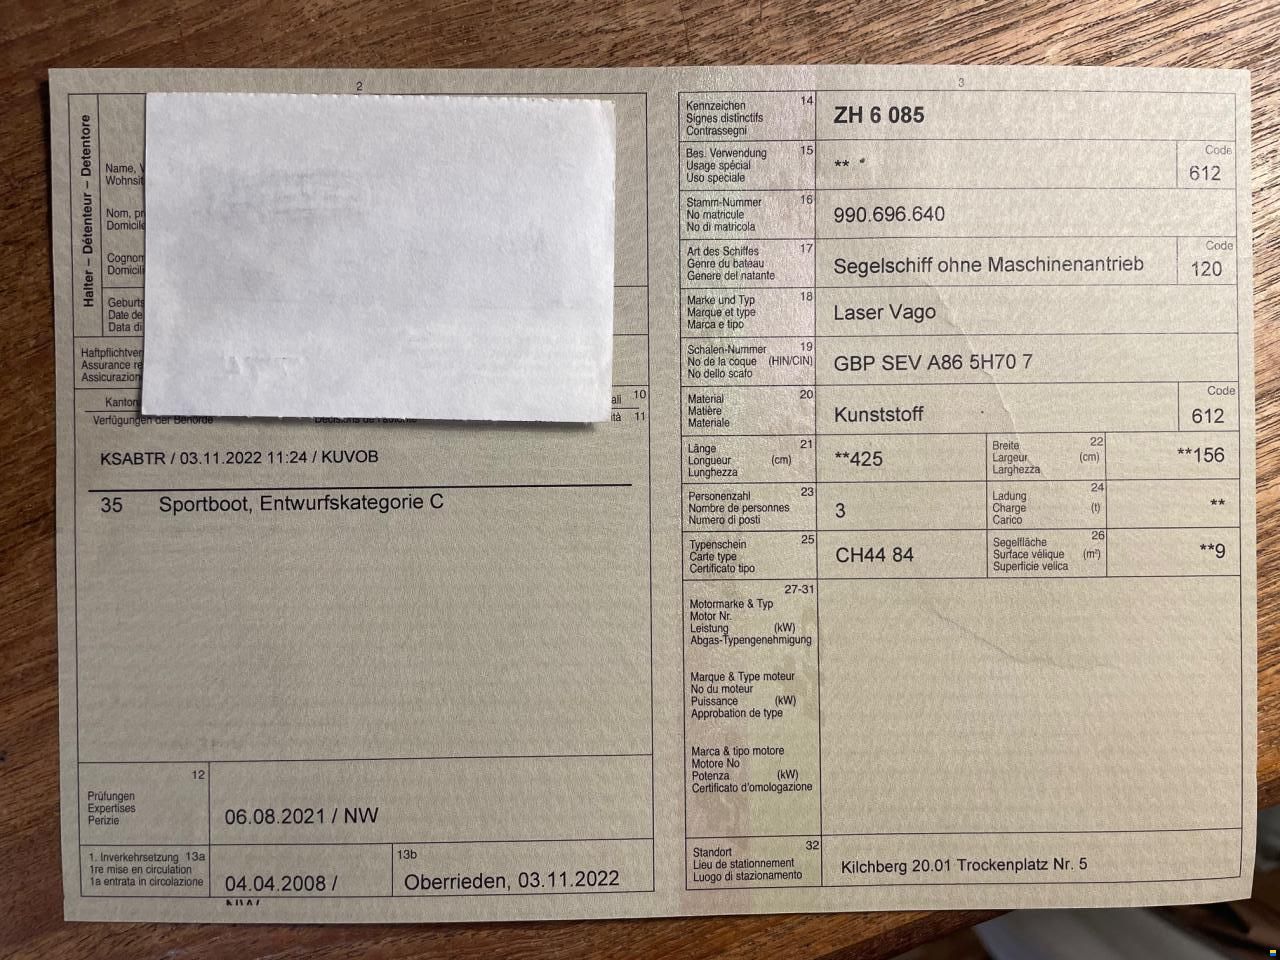 2
Halter – Détenteur – Detentore
Name, V
Wohnsit
Nom, pr
Domicile
Cognom
Domicili
Geburts
Date de
Data di
Haftpflichtver
Assurance re
Assicurazion
Kanton
ali 10
Verfügungen der Behörde
Décisions de l'autorité
ità 11
KSABTR / 03.11.2022 11:24 / KUVOB
35 Sportboot, Entwurfskategorie C
12
Prüfungen
Expertises
Perizie
06.08.2021 / NW
1. Inverkehrsetzung 13a
1re mise en circulation
1a entrata in circolazione
04.04.2008 /
NW
13b
Oberrieden, 03.11.2022
3
Kennzeichen 14
Signes distinctifs
Contrassegni
ZH 6 085
Bes. Verwendung 15
Usage spécial
Uso speciale
**
Code
612
Stamm-Nummer 16
No matricule
No di matricola
990.696.640
Art des Schiffes 17
Genre du bateau
Genere del natante
Segelschiff ohne Maschinenantrieb
Code
120
Marke und Typ 18
Marque et type
Marca e tipo
Laser Vago
Schalen-Nummer 19
No de la coque (HIN/CIN)
No dello scafo
GBP SEV A86 5H70 7
Material 20
Matière
Materiale
Kunststoff
Code
612
Länge 21
Longueur (cm)
Lunghezza
**425
Breite 22
Largeur (cm)
Larghezza
**156
Personenzahl 23
Nombre de personnes
Numero di posti
3
Ladung 24
Charge (t)
Carico
**
Typenschein 25
Carte type
Certificato tipo
CH44 84
Segelfläche 26
Surface vélique (m²)
Superficie velica
**9
27-31
Motormarke & Typ
Motor Nr.
Leistung (kW)
Abgas-Typengenehmigung
Marque & Type moteur
No du moteur
Puissance (kW)
Approbation de type
Marca & tipo motore
Motore No
Potenza (kW)
Certificato d'omologazione
Standort 32
Lieu de stationnement
Luogo di stazionamento
Kilchberg 20.01 Trockenplatz Nr. 5